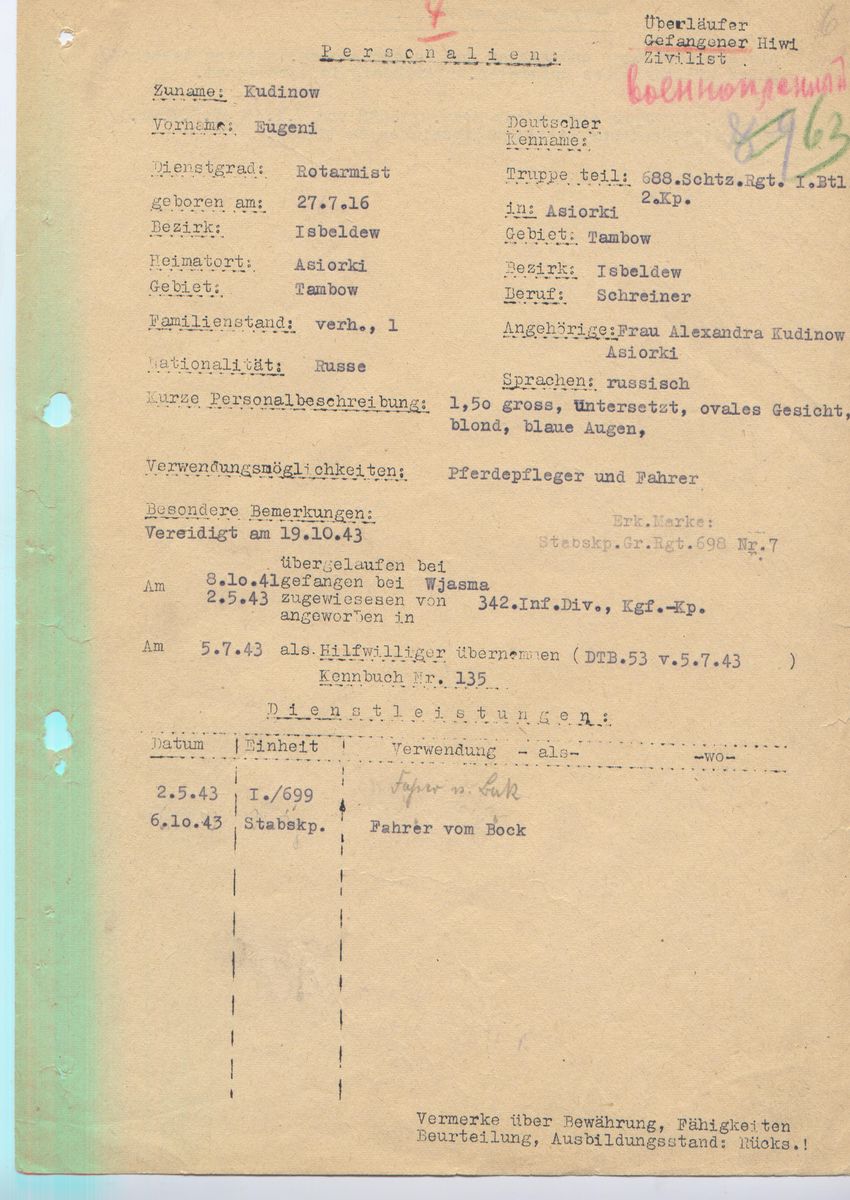 4
6
Überläufer
Gefangener Hiwi
Zivilist
военнопленный
63
Personalien:
Zuname: Kudinow
Vorname: Eugeni
Deutscher
Kenname:
Dienstgrad: Rotarmist
Truppe teil: 688.Schtz.Rgt. I.Btl
2.Kp.
geboren am: 27.7.16
in: Asiorki
Bezirk: Isbeldew
Gebiet: Tambow
Heimatort: Asiorki
Bezirk: Isbeldew
Gebiet: Tambow
Beruf: Schreiner
Familienstand: verh., 1
Angehörige: Frau Alexandra Kudinow
Asiorki
Nationalität: Russe
Sprachen: russisch
Kurze Personalbeschreibung: 1,50 gross, untersetzt, ovales Gesicht,
blond, blaue Augen,
Verwendungsmöglichkeiten: Pferdepfleger und Fahrer
Besondere Bemerkungen:
Vereidigt am 19.10.43
Erk.Marke:
Stabskp.Gr.Rgt.698 Nr.7
übergelaufen bei
Am 8.10.41 gefangen bei Wjasma
2.5.43 zugewiesesen von 342.Inf.Div., Kgf.-Kp.
angeworben in
Am 5.7.43 als Hilfwilliger übernommen (DTB.53 v.5.7.43 )
Kennbuch Nr. 135
Dienstleistungen:
Datum Einheit Verwendung - als- -wo-
2.5.43 I./699
6.10.43 Stabskp. Fahrer vom Bock
Vermerke über Bewährung, Fähigkeiten
Beurteilung, Ausbildungsstand: Rücks.!